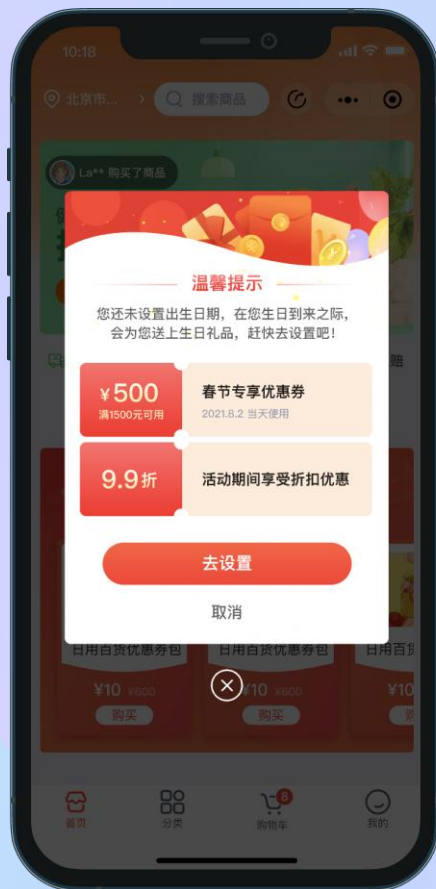 10:18
北京市...
搜索商品
La** 购买了商品
温馨提示
您还未设置出生日期，在您生日到来之际，
会为您送上生日礼品，赶快去设置吧！
赔
¥500
满1500元可用
春节专享优惠券
2021.8.2 当天使用
9.9折
活动期间享受折扣优惠
去设置
取消
日用百货优惠券包
日用百货优惠券包
日用百
¥10 ¥600
¥10 ¥600
¥10
购买
购买
首页
分类
8
购物车
我的